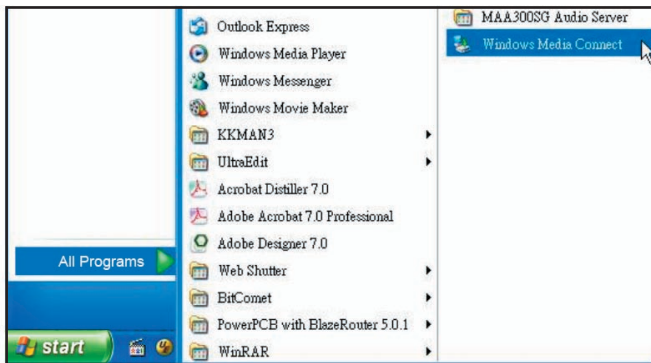 Outlook Express
Windows Media Player
Windows Messenger
Windows Movie Maker
KKMAN3
UltraEdit
Acrobat Distiller 7.0
Adobe Acrobat 7.0 Professional
Adobe Designer 7.0
Web Shutter
BitComet
PowerPCB with BlazeRouter 5.0.1
WinRAR
MAA300SG Audio Server
Windows Media Connect
All Programs
start